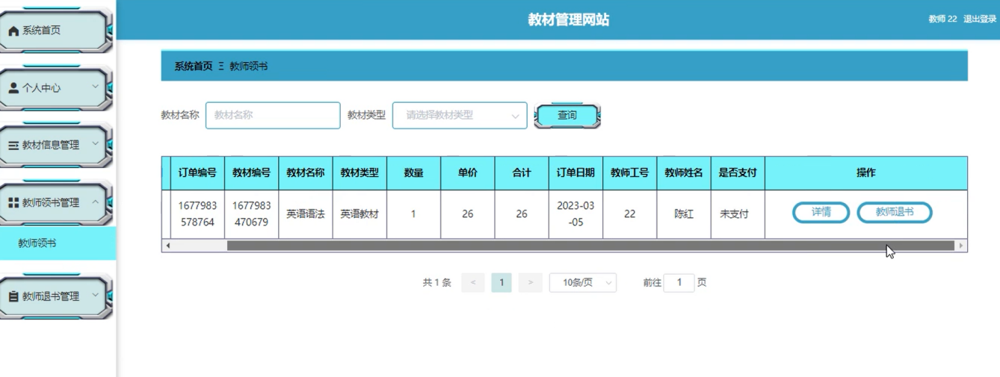 教材管理网站
教师 22 退出登录
系统首页
个人中心
教材信息管理
教师领书管理
教师领书
教师退书管理
系统首页 Ξ 教师领书
教材名称 教材名称 教材类型 请选择教材类型 查询
订单编号 教材编号 教材名称 教材类型 数量 单价 合计 订单日期 教师工号 教师姓名 是否支付 操作
1677983 1677983 英语语法 英语教材 1 26 26 2023-03 22 陈红 未支付 详情 教师退书
578764 470679 -05
共 1 条 < 1 > 10条/页 前往 1 页